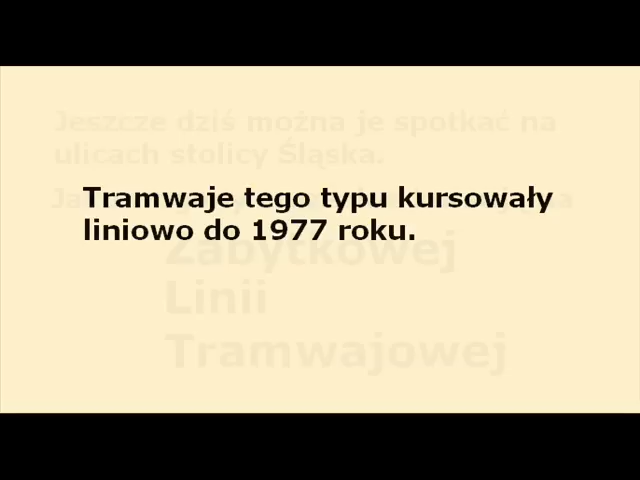 Jeszcze dziś można je spotkać na
ulicach stolicy Śląska.
Tramwaje tego typu kursowały
liniowo do 1977 roku.
Zabytkowej
Linii
Tramwajowej